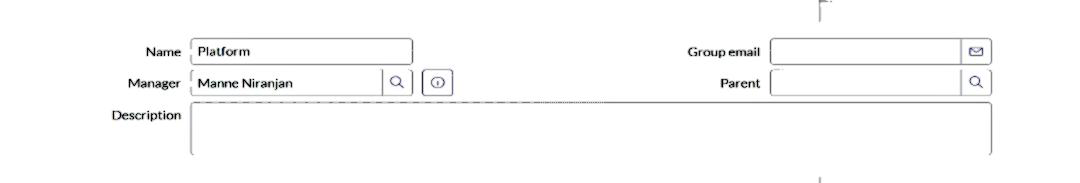 Name Platform Group email
Manager Manne Niranjan Parent
Description